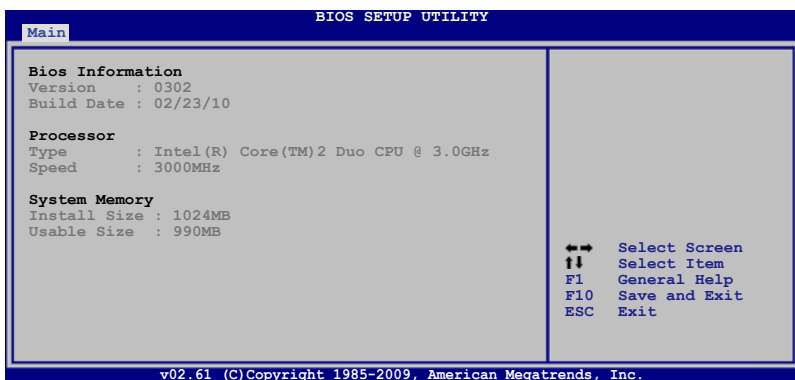 BIOS SETUP UTILITY
Main
Bios Information
Version : 0302
Build Date : 02/23/10
Processor
Type : Intel(R) Core(TM)2 Duo CPU @ 3.0GHz
Speed : 3000MHz
System Memory
Install Size : 1024MB
Usable Size : 990MB
←→ Select Screen
↑↓ Select Item
F1 General Help
F10 Save and Exit
ESC Exit
v02.61 (C)Copyright 1985-2009, American Megatrends, Inc.